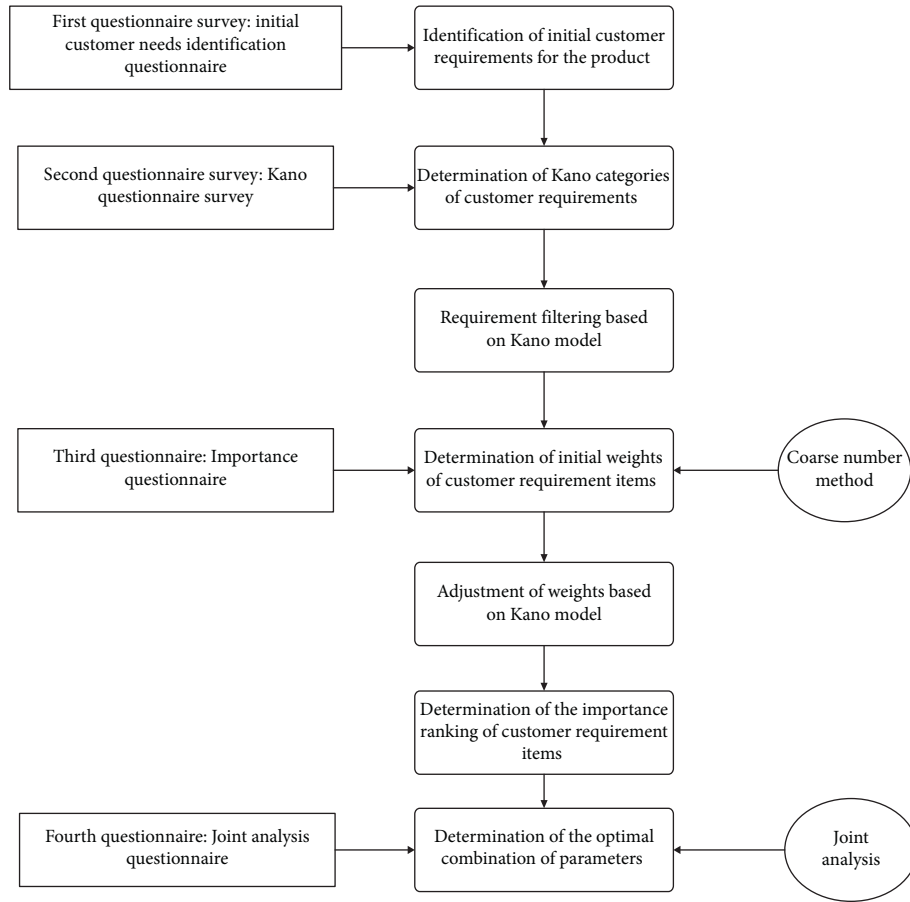 First questionnaire survey: initial
customer needs identification
questionnaire
Identification of initial customer
requirements for the product
Second questionnaire survey: Kano
questionnaire survey
Determination of Kano categories
of customer requirements
Requirement filtering based
on Kano model
Third questionnaire: Importance
questionnaire
Determination of initial weights
of customer requirement items
Coarse number
method
Adjustment of weights based
on Kano model
Determination of the importance
ranking of customer requirement
items
Fourth questionnaire: Joint analysis
questionnaire
Determination of the optimal
combination of parameters
Joint
analysis